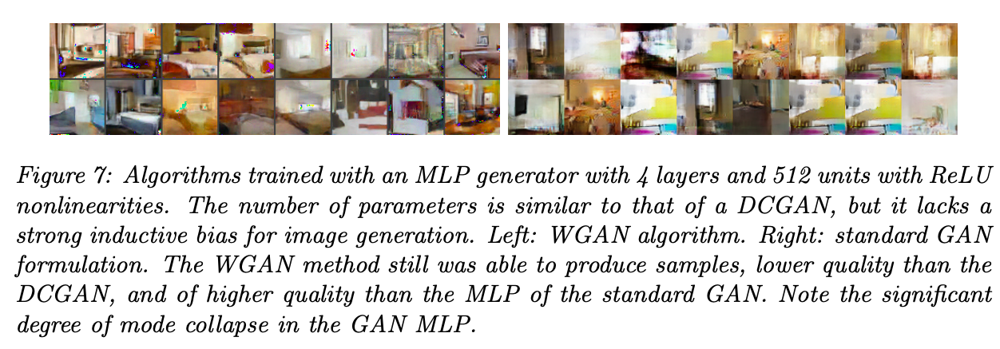 Figure 7: Algorithms trained with an MLP generator with 4 layers and 512 units with ReLU
nonlinearities. The number of parameters is similar to that of a DCGAN, but it lacks a
strong inductive bias for image generation. Left: WGAN algorithm. Right: standard GAN
formulation. The WGAN method still was able to produce samples, lower quality than the
DCGAN, and of higher quality than the MLP of the standard GAN. Note the significant
degree of mode collapse in the GAN MLP.